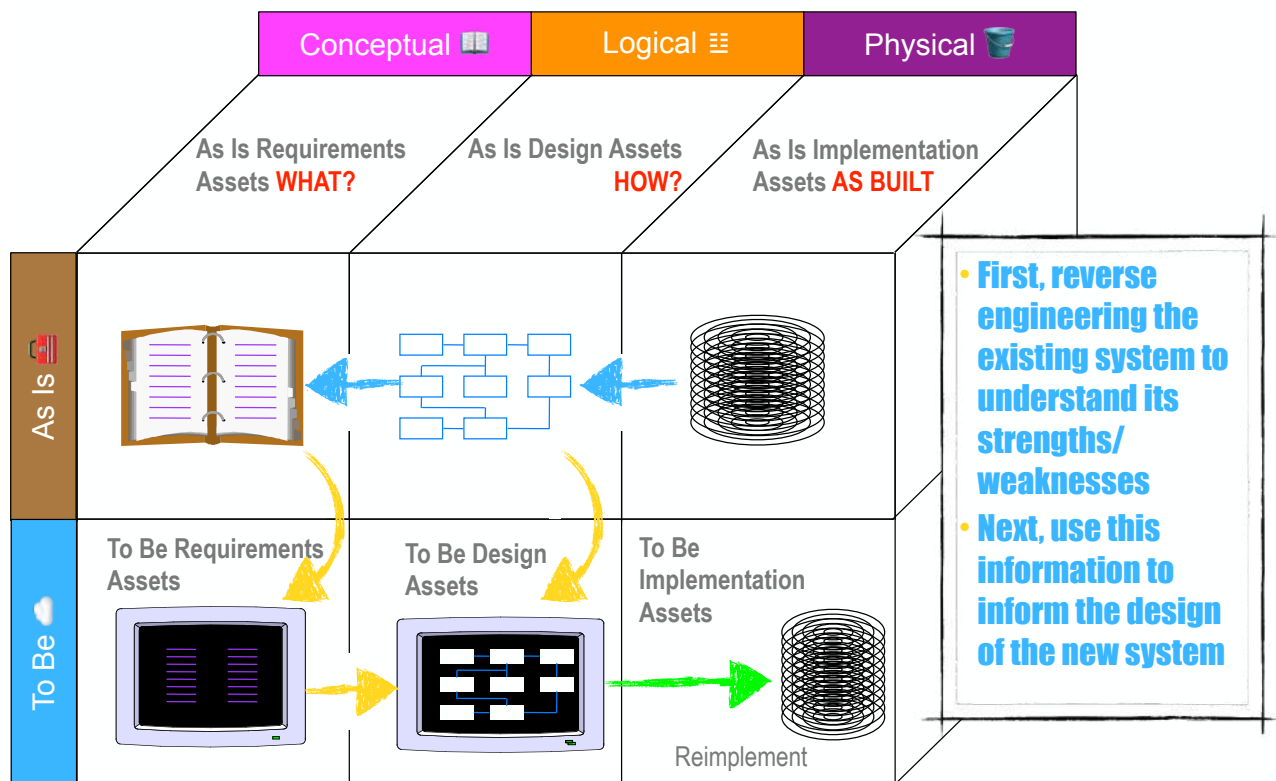 Conceptual
Logical
Physical
As Is Requirements
Assets WHAT?
As Is Design Assets
HOW?
As Is Implementation
Assets AS BUILT
As Is
• First, reverse
engineering the
existing system to
understand its
strengths/
weaknesses
• Next, use this
information to
inform the design
of the new system
To Be
To Be Requirements
Assets
To Be Design
Assets
To Be
Implementation
Assets
Reimplement